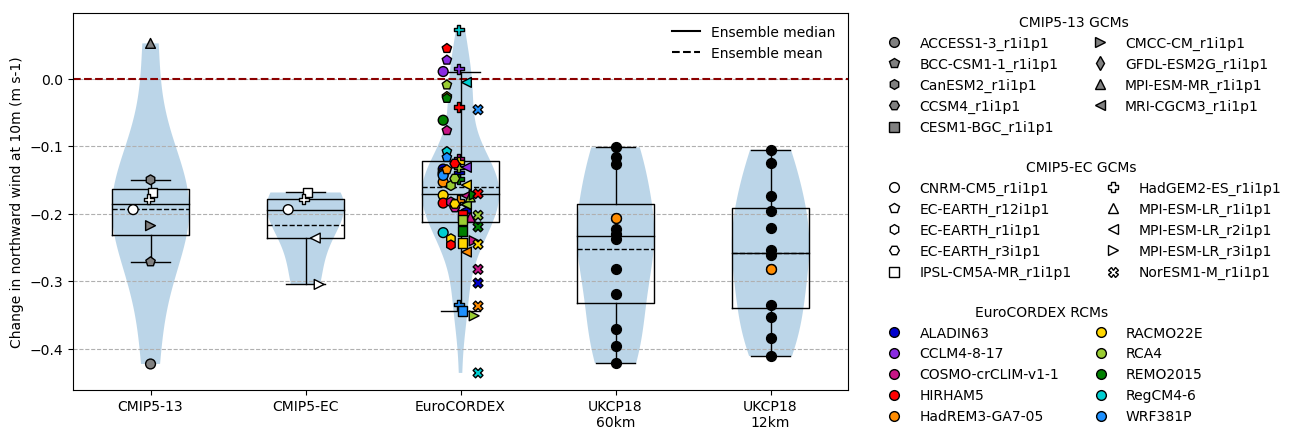 Change in northward wind at 10m (m s-1)
0.0
−0.1
−0.2
−0.3
−0.4
Ensemble median
Ensemble mean
CMIP5-13
CMIP5-EC
EuroCORDEX
UKCP18
60km
UKCP18
12km
CMIP5-13 GCMs
ACCESS1-3_r1i1p1
BCC-CSM1-1_r1i1p1
CanESM2_r1i1p1
CCSM4_r1i1p1
CESM1-BGC_r1i1p1
CMCC-CM_r1i1p1
GFDL-ESM2G_r1i1p1
MPI-ESM-MR_r1i1p1
MRI-CGCM3_r1i1p1
CMIP5-EC GCMs
CNRM-CM5_r1i1p1
EC-EARTH_r12i1p1
EC-EARTH_r1i1p1
EC-EARTH_r3i1p1
IPSL-CM5A-MR_r1i1p1
HadGEM2-ES_r1i1p1
MPI-ESM-LR_r1i1p1
MPI-ESM-LR_r2i1p1
MPI-ESM-LR_r3i1p1
NorESM1-M_r1i1p1
EuroCORDEX RCMs
ALADIN63
CCLM4-8-17
COSMO-crCLIM-v1-1
HIRHAM5
HadREM3-GA7-05
RACMO22E
RCA4
REMO2015
RegCM4-6
WRF381P